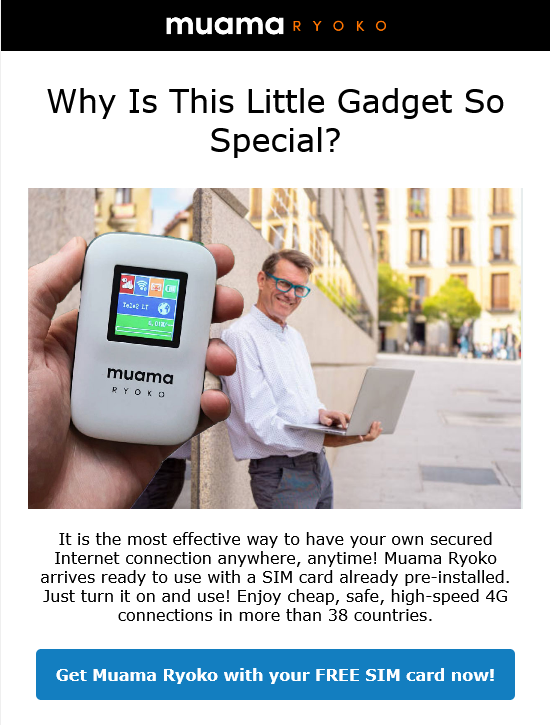 muama RYOKO
Why Is This Little Gadget So
Special?
Tele2 LT
muama
RYOKO
It is the most effective way to have your own secured
Internet connection anywhere, anytime! Muama Ryoko
arrives ready to use with a SIM card already pre-installed.
Just turn it on and use! Enjoy cheap, safe, high-speed 4G
connections in more than 38 countries.
Get Muama Ryoko with your FREE SIM card now!